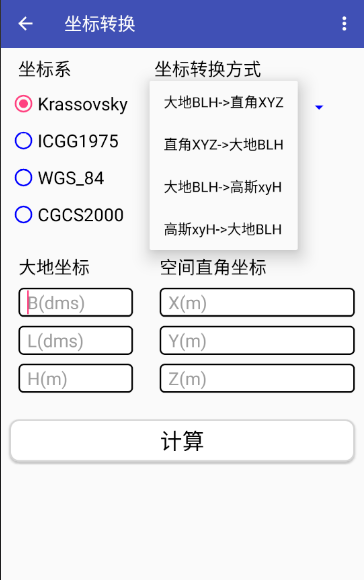 坐标转换
坐标系
坐标转换方式
Krassovsky
大地BLH->直角XYZ
ICGG1975
直角XYZ->大地BLH
WGS_84
大地BLH->高斯xyH
CGCS2000
高斯xyH->大地BLH
大地坐标
空间直角坐标
B(dms)
X(m)
L(dms)
Y(m)
H(m)
Z(m)
计算